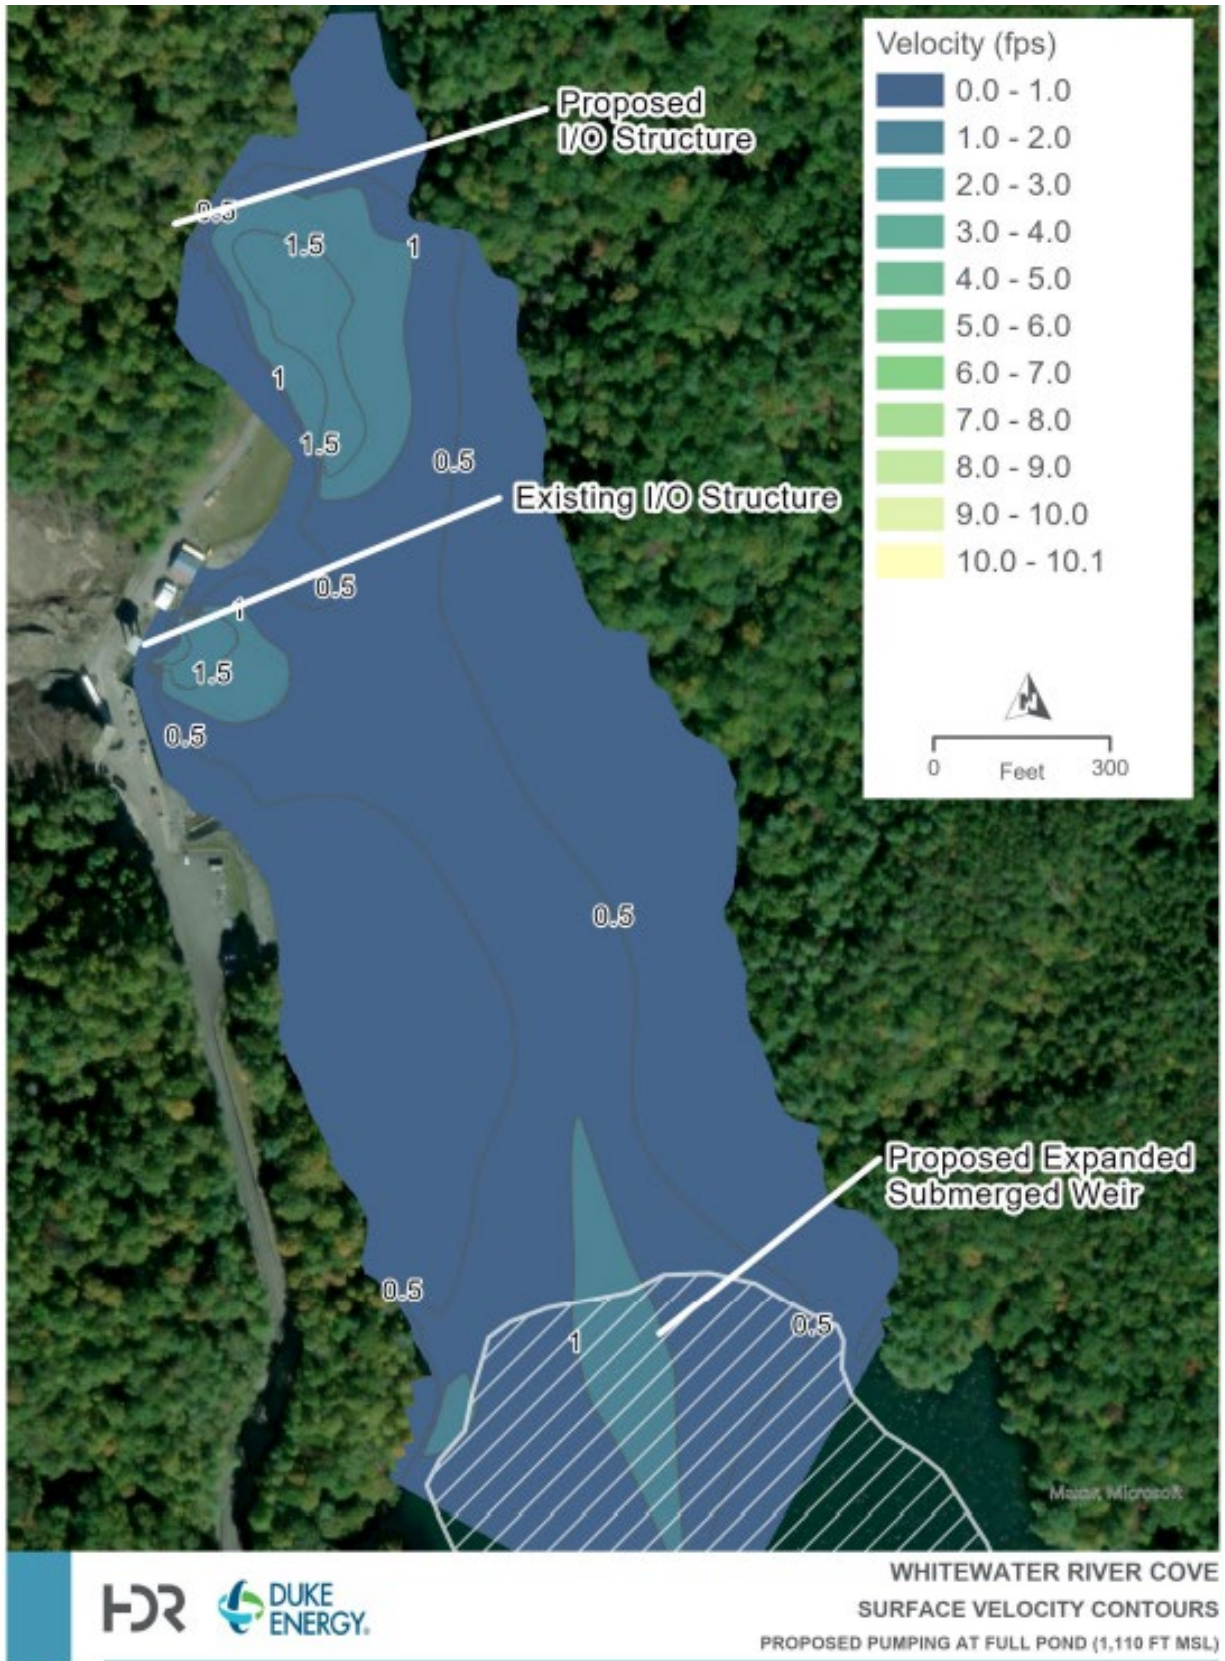 Velocity (fps)
0.0 - 1.0
1.0 - 2.0
2.0 - 3.0
3.0 - 4.0
4.0 - 5.0
5.0 - 6.0
6.0 - 7.0
7.0 - 8.0
8.0 - 9.0
9.0 - 10.0
10.0 - 10.1
N
0 300
Feet
Proposed
I/O Structure
0.5
1.5
1
1
1.5
0.5
Existing I/O Structure
0.5
1
1.5
0.5
0.5
Proposed Expanded
Submerged Weir
0.5
0.5
1
Maxar, Microsoft
HDR
DUKE
ENERGY®
WHITEWATER RIVER COVE
SURFACE VELOCITY CONTOURS
PROPOSED PUMPING AT FULL POND (1,110 FT MSL)